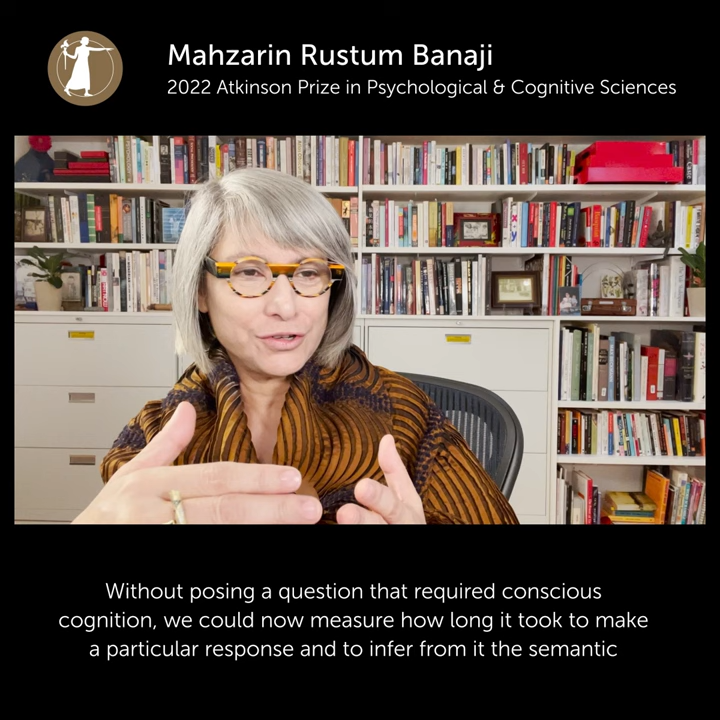 Mahzarin Rustum Banaji
2022 Atkinson Prize in Psychological & Cognitive Sciences
Without posing a question that required conscious
cognition, we could now measure how long it took to make
a particular response and to infer from it the semantic